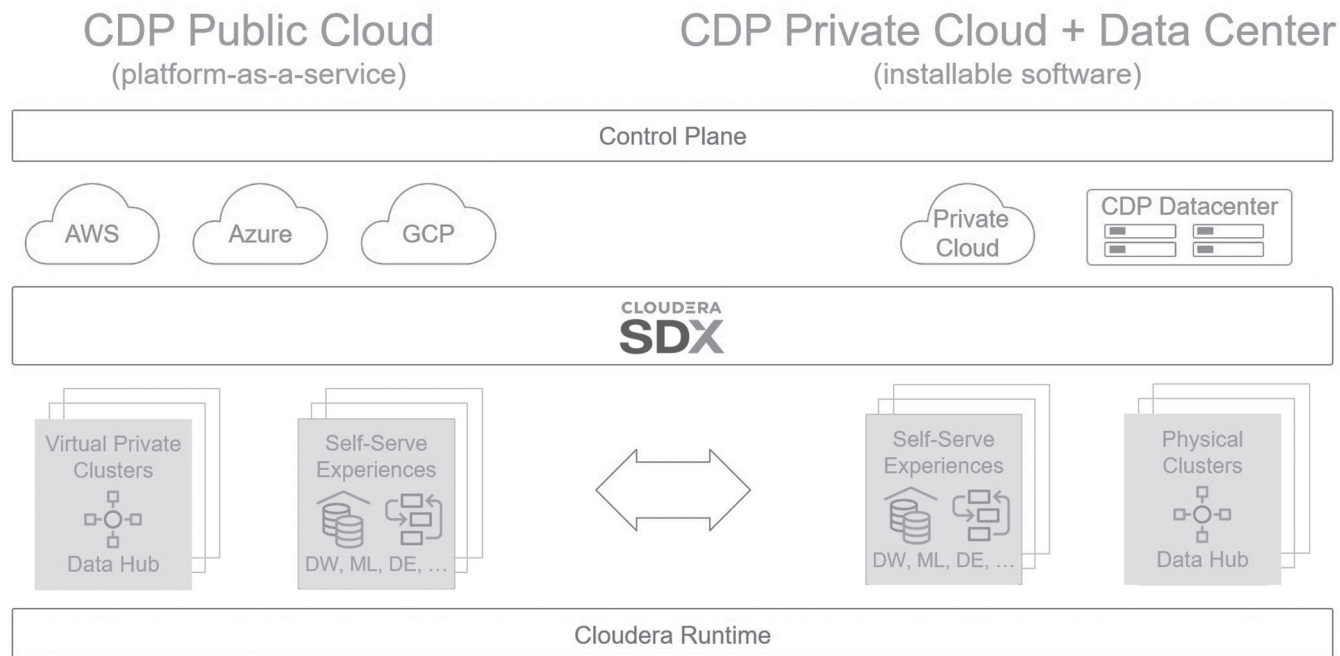 CDP Public Cloud
(platform-as-a-service)
CDP Private Cloud + Data Center
(installable software)
Control Plane
AWS
Azure
GCP
Private
Cloud
CDP Datacenter
CLOUDERA
SDX
Virtual Private
Clusters
Data Hub
Self-Serve
Experiences
DW, ML, DE, ...
Self-Serve
Experiences
DW, ML, DE, ...
Physical
Clusters
Data Hub
Cloudera Runtime